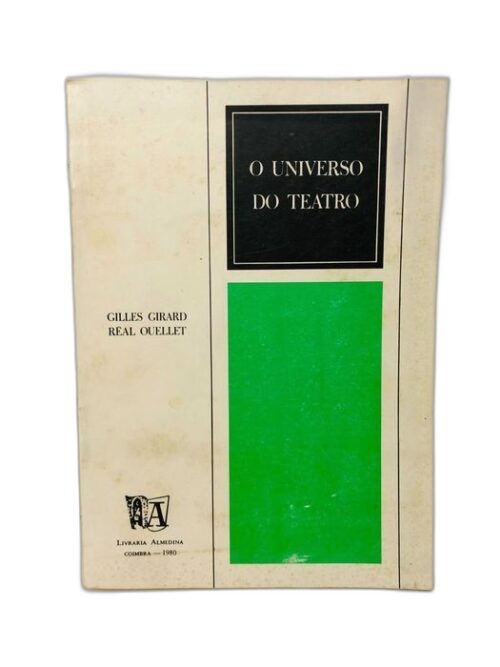 O UNIVERSO
DO TEATRO
GILLES GIRARD
RÉAL OUELLET
A
LIVRARIA ALMEDINA
COIMBRA — 1980